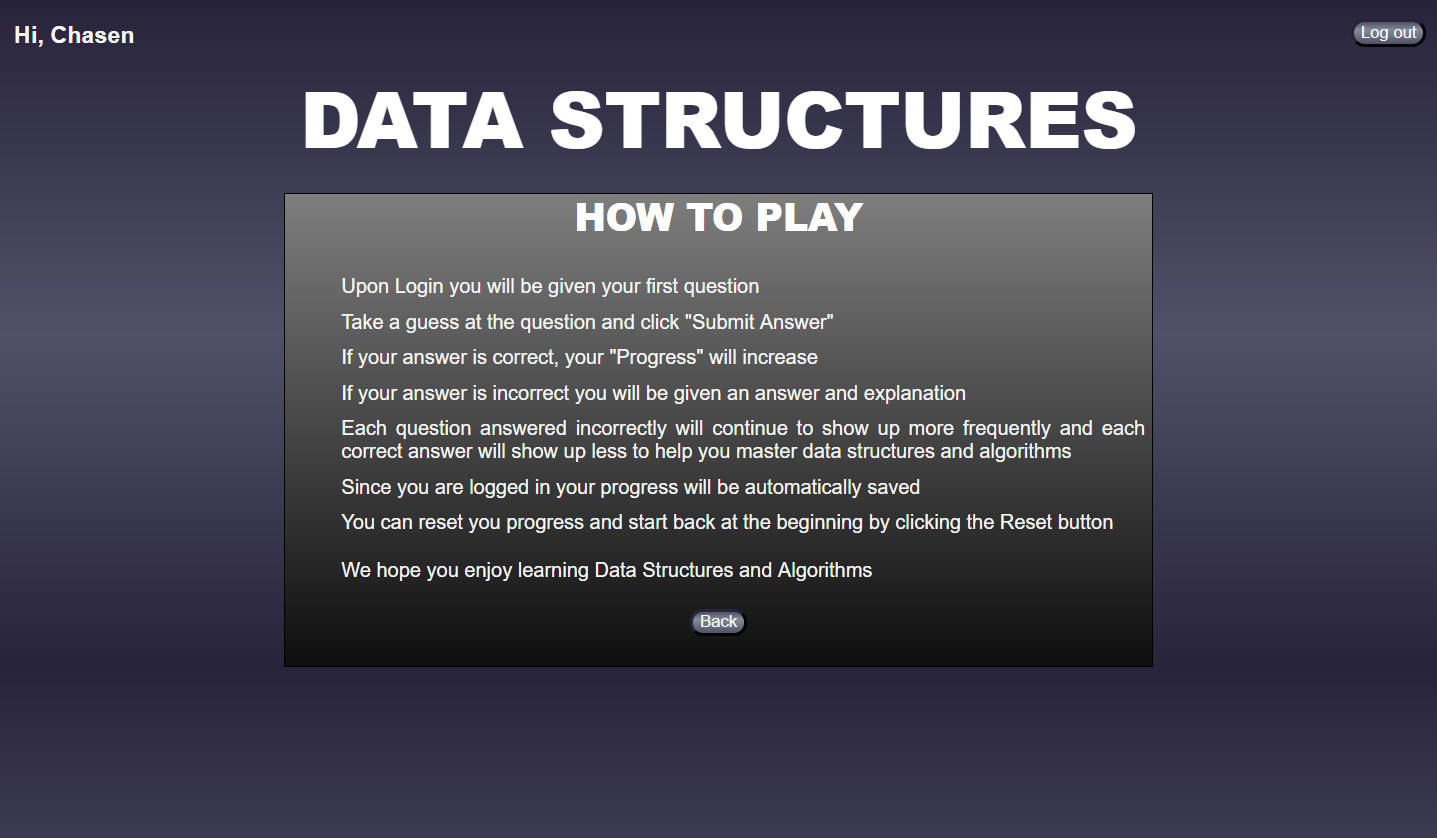 Hi, Chasen
Log out
DATA STRUCTURES
HOW TO PLAY
Upon Login you will be given your first question
Take a guess at the question and click "Submit Answer"
If your answer is correct, your "Progress" will increase
If your answer is incorrect you will be given an answer and explanation
Each question answered incorrectly will continue to show up more frequently and each
correct answer will show up less to help you master data structures and algorithms
Since you are logged in your progress will be automatically saved
You can reset you progress and start back at the beginning by clicking the Reset button
We hope you enjoy learning Data Structures and Algorithms
Back